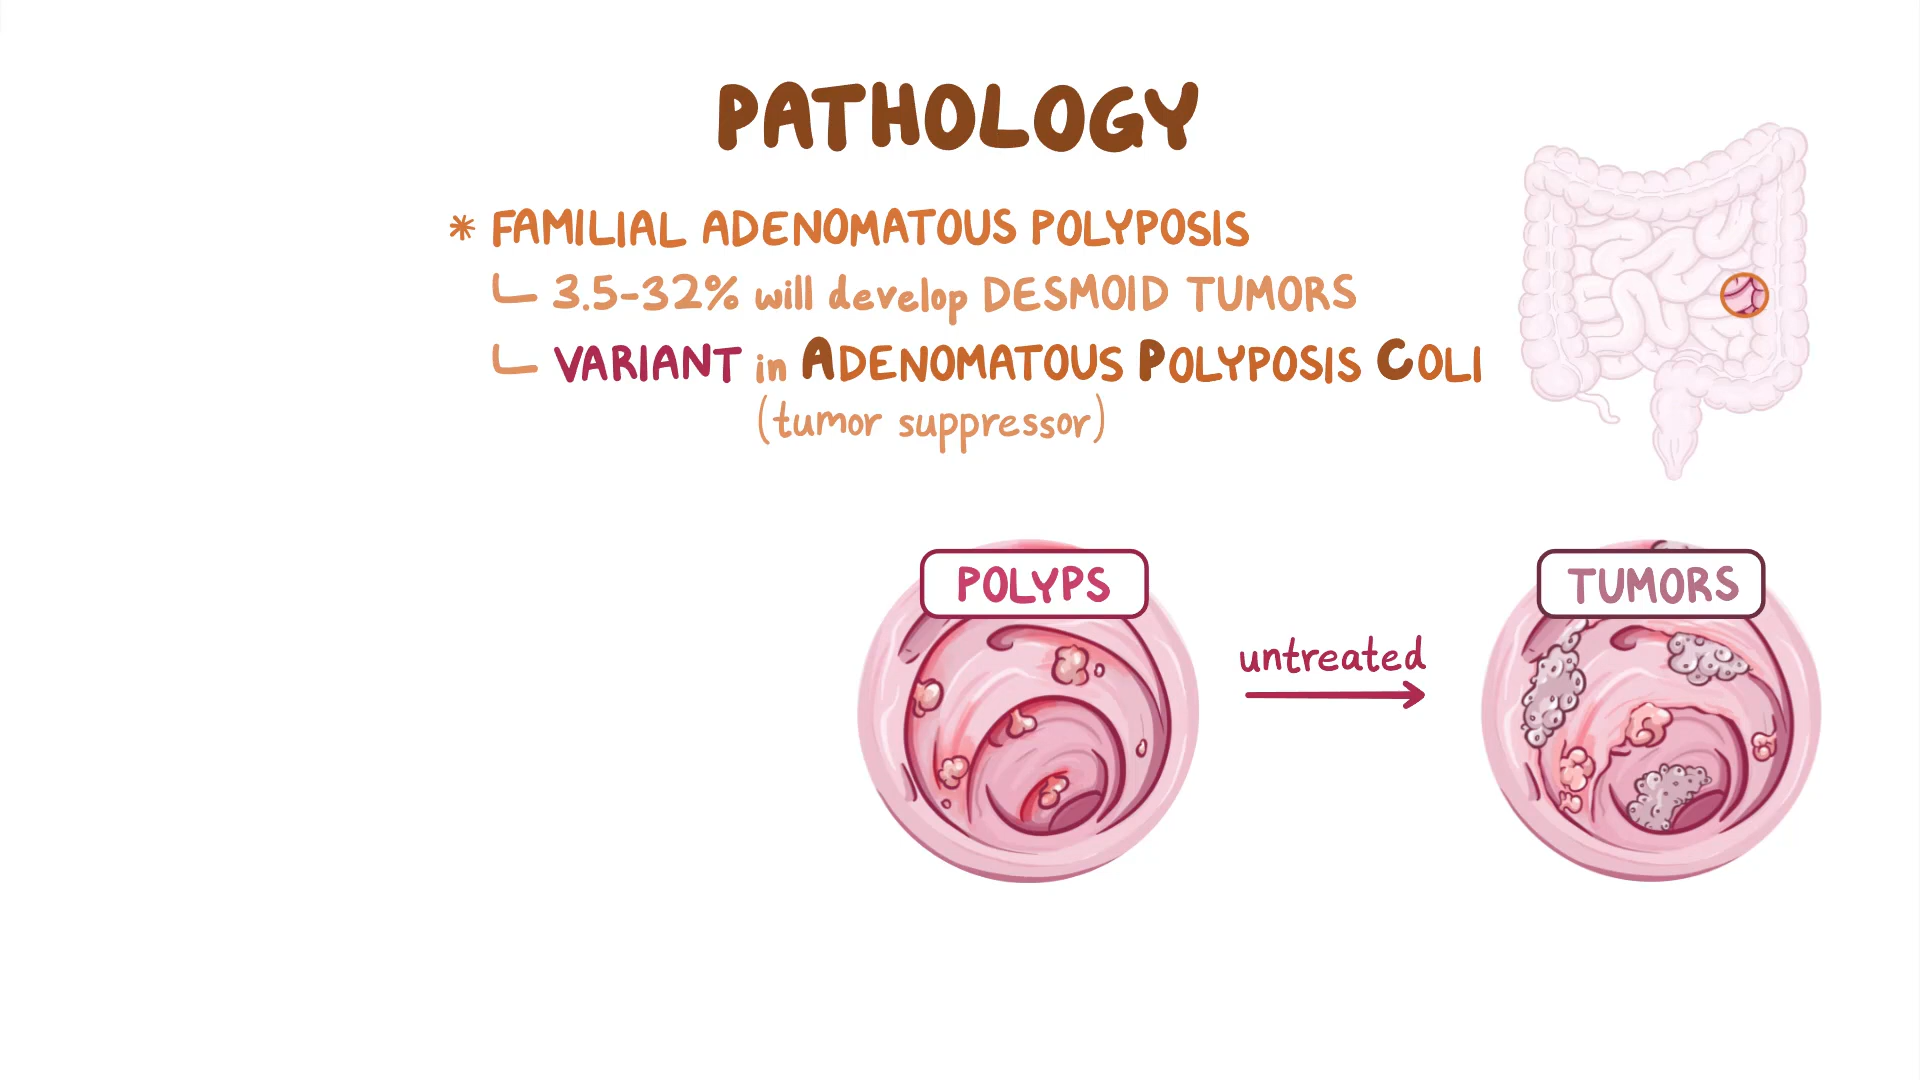 PATHOLOGY
* FAMILIAL ADENOMATOUS POLYPOSIS
3.5-32% will develop DESMOID TUMORS
VARIANT in ADENOMATOUS POLYPOSIS COLI
(tumor suppressor)
POLYPS
untreated
TUMORS